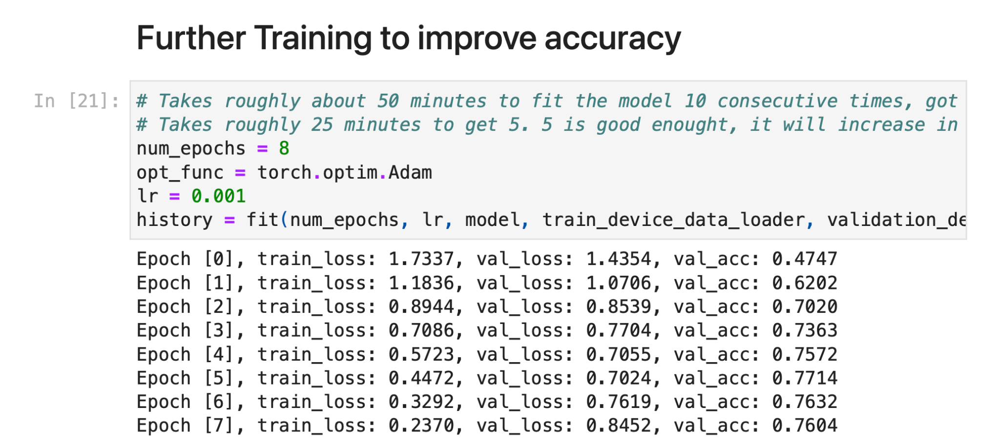 Further Training to improve accuracy
In [21]:
# Takes roughly about 50 minutes to fit the model 10 consecutive times, got
# Takes roughly 25 minutes to get 5. 5 is good enought, it will increase in
num_epochs = 8
opt_func = torch.optim.Adam
lr = 0.001
history = fit(num_epochs, lr, model, train_device_data_loader, validation_de
Epoch [0], train_loss: 1.7337, val_loss: 1.4354, val_acc: 0.4747
Epoch [1], train_loss: 1.1836, val_loss: 1.0706, val_acc: 0.6202
Epoch [2], train_loss: 0.8944, val_loss: 0.8539, val_acc: 0.7020
Epoch [3], train_loss: 0.7086, val_loss: 0.7704, val_acc: 0.7363
Epoch [4], train_loss: 0.5723, val_loss: 0.7055, val_acc: 0.7572
Epoch [5], train_loss: 0.4472, val_loss: 0.7024, val_acc: 0.7714
Epoch [6], train_loss: 0.3292, val_loss: 0.7619, val_acc: 0.7632
Epoch [7], train_loss: 0.2370, val_loss: 0.8452, val_acc: 0.7604